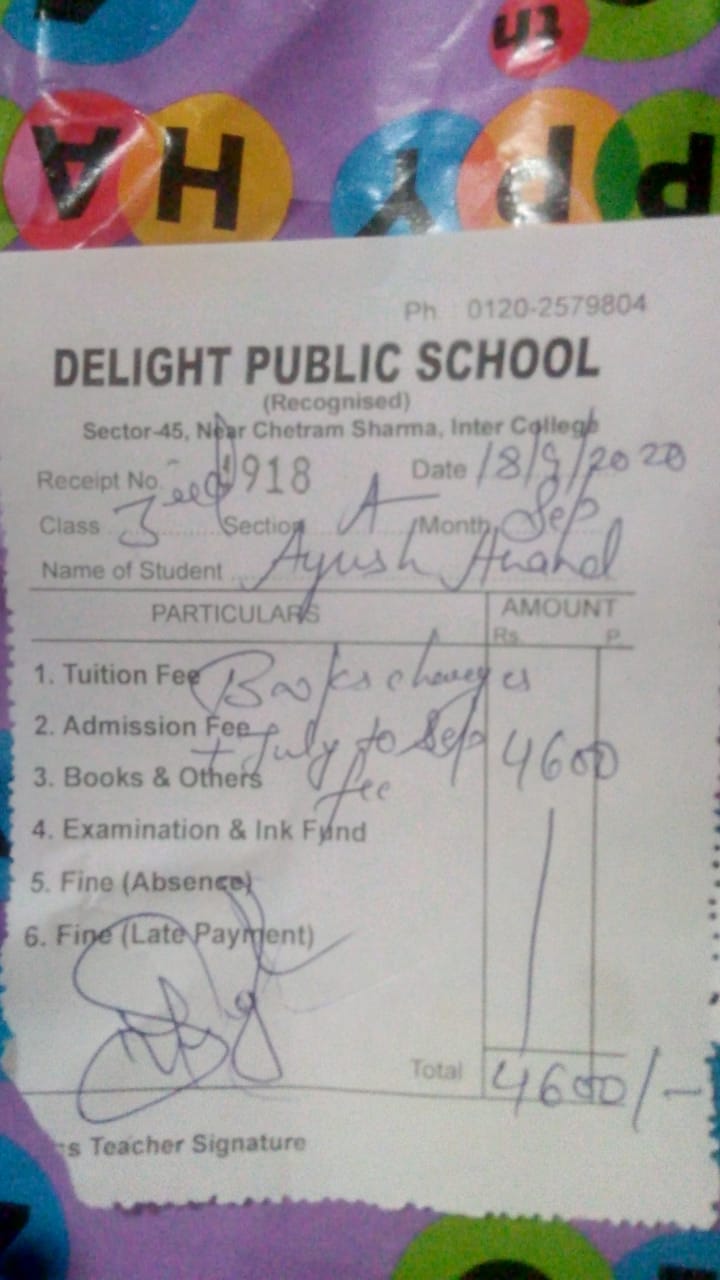 th
HAPPY
Ph 0120-2579804
DELIGHT PUBLIC SCHOOL
(Recognised)
Sector-45, Near Chetram Sharma, Inter College
Receipt No. 918 Date 18/9/2020
Class 3 Section A Month Sep
Name of Student Ayush Anand
PARTICULARS AMOUNT
Rs. P.
1. Tuition Fee Books charges
2. Admission Fee + July to Sep 4600
3. Books & Others fee
4. Examination & Ink Fund
5. Fine (Absence)
6. Fine (Late Payment)
Total 4600/-
Teacher Signature